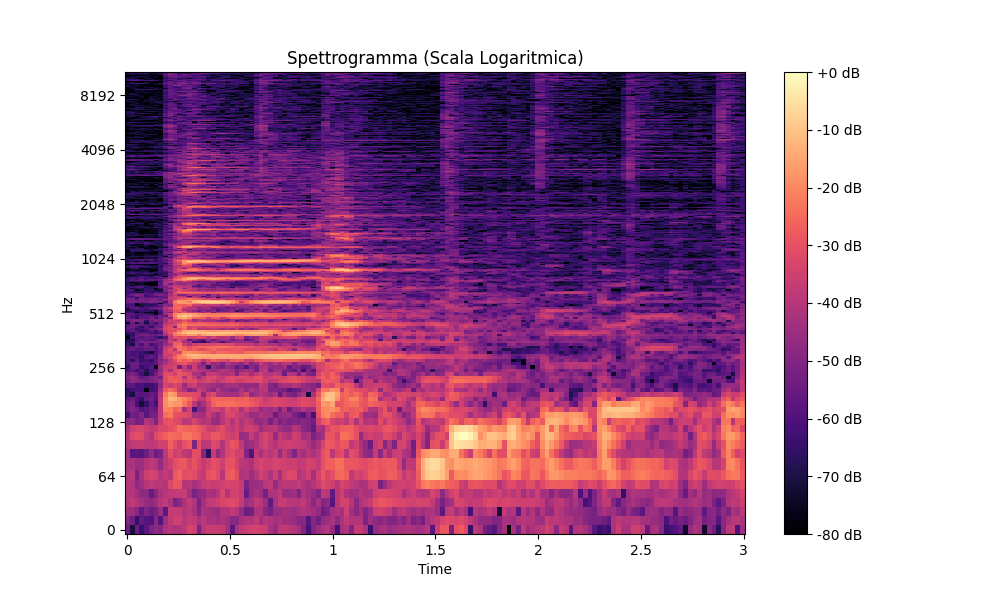 Spettrogramma (Scala Logaritmica)
8192
4096
2048
1024
512
256
128
64
0
Hz
0
0.5
1
1.5
2
2.5
3
Time
+0 dB
-10 dB
-20 dB
-30 dB
-40 dB
-50 dB
-60 dB
-70 dB
-80 dB